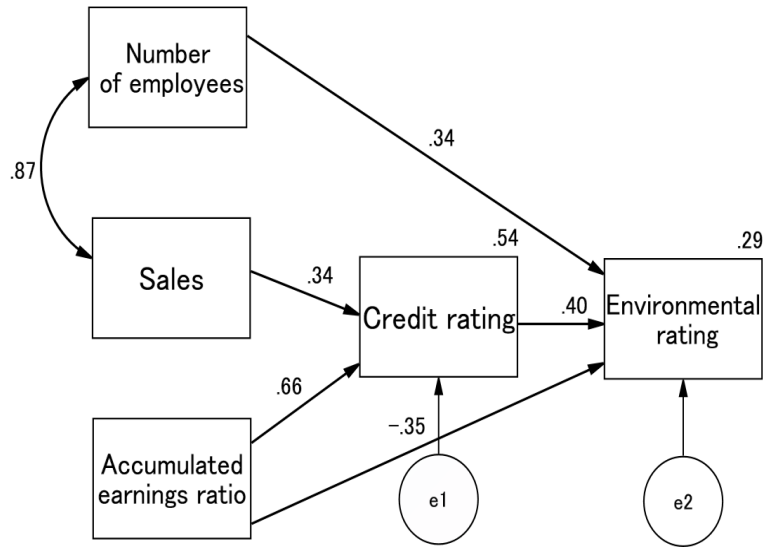 Number
of employees
.34
.87
.54
.29
Sales
.34
Credit rating
.40
Environmental
rating
.66
-.35
Accumulated
earnings ratio
e1
e2